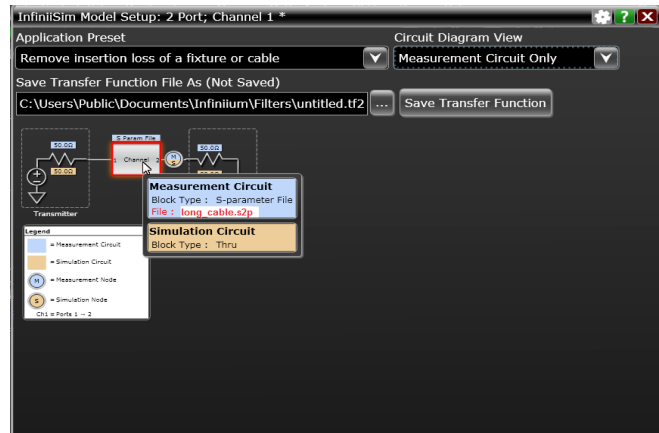 InfiniiSim Model Setup: 2 Port; Channel 1 *
?
X
Application Preset
Circuit Diagram View
Remove insertion loss of a fixture or cable
Measurement Circuit Only
Save Transfer Function File As (Not Saved)
C:\Users\Public\Documents\Infiniium\Filters\untitled.tf2
...
Save Transfer Function
S Param File
50.0Ω
50.0Ω
1 Channel 2
M
S
50.0Ω
Transmitter
Measurement Circuit
Block Type : S-parameter File
File : long_cable.s2p
Simulation Circuit
Block Type : Thru
Legend
= Measurement Circuit
= Simulation Circuit
M = Measurement Node
S = Simulation Node
Ch1 = Ports 1 → 2